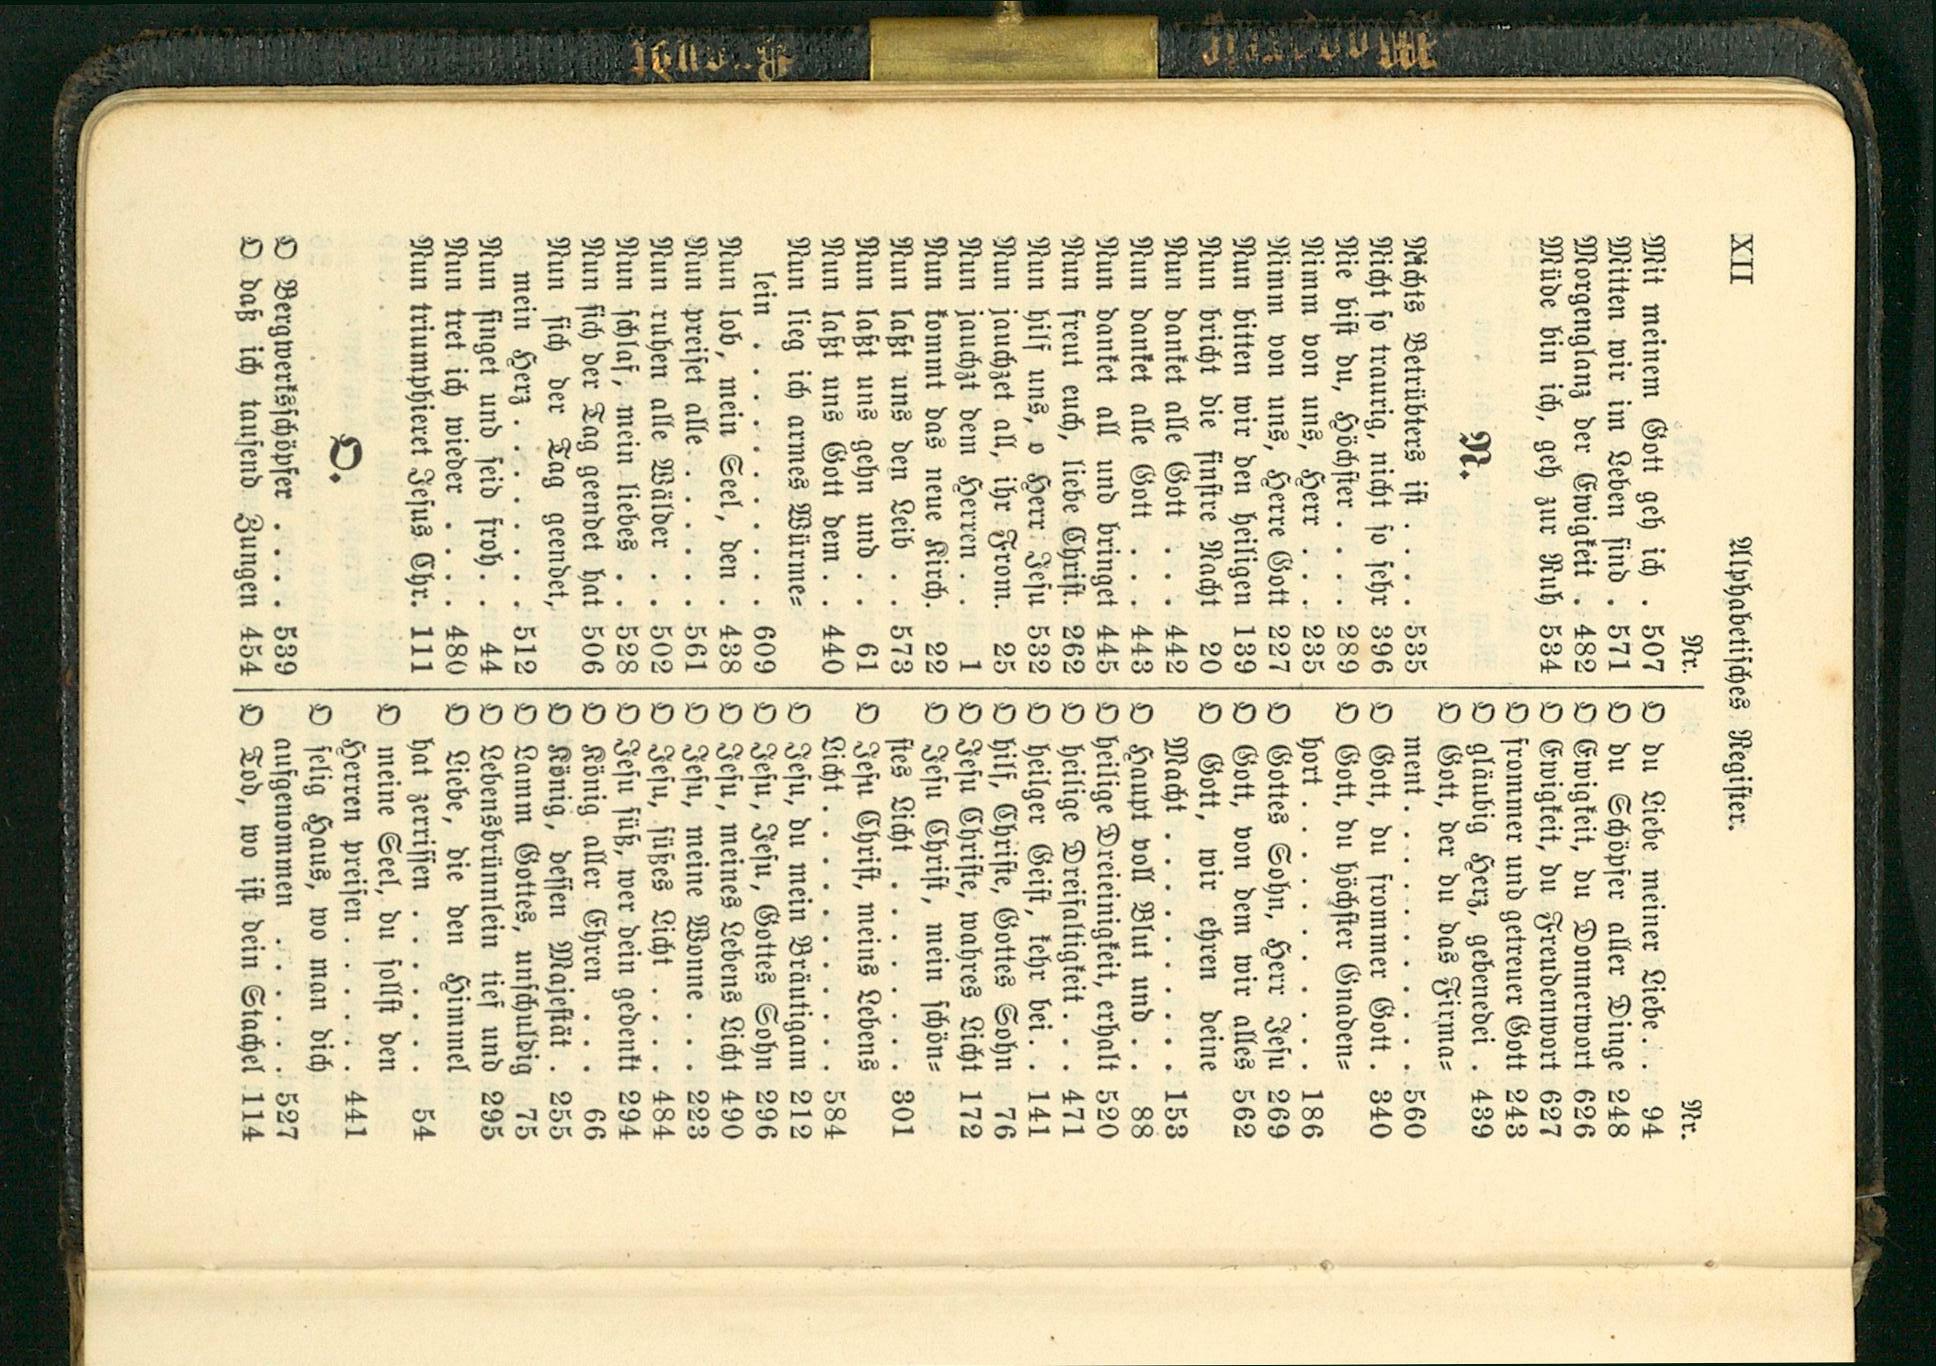 XII
Alphabetisches Register.
Nr.
Mit meinem Gott geh ich . 507
Mitten wir im Leben sind . 571
Morgenglanz der Ewigkeit . 482
Müde bin ich, geh zur Ruh 534
N.
Nichts Betrübters ist . . . . 535
Nicht so traurig, nicht so sehr 396
Nie bist du, Höchster . . . . 289
Nimm von uns, Herr . . . 235
Nimm von uns, Herre Gott 227
Nun bitten wir den heiligen 139
Nun bricht die finstre Nacht 20
Nun danket alle Gott . . . 442
Nun danket alle Gott . . . 443
Nun danket all und bringet 445
Nun freut euch, liebe Christ. 262
Nun hilf uns, o Herr Jesu 532
Nun jauchzet all, ihr From. 25
Nun jauchzt dem Herren . . 1
Nun kommt das neue Kirch. 22
Nun laßt uns den Leib . . 573
Nun laßt uns gehn und . . 61
Nun laßt uns Gott dem . . 440
Nun lieg ich armes Würme=
lein . . . . . . . . . . 609
Nun lob, mein Seel, den . 438
Nun preiset alle . . . . . . 561
Nun ruhen alle Wälder . . 502
Nun schlaf, mein liebes . . 528
Nun sich der Tag geendet hat 506
Nun sich der Tag geendet,
mein Herz . . . . . . . 512
Nun singet und seid froh. . 44
Nun tret ich wieder . . . . 480
Nun triumphieret Jesus Chr. 111
O.
O Bergwerksschöpfer . . . . 539
O daß ich tausend Zungen 454
Nr.
O du Liebe meiner Liebe . . 94
O du Schöpfer aller Dinge 248
O Ewigkeit, du Donnerwort 626
O Ewigkeit, du Freudenwort 627
O frommer und getreuer Gott 243
O gläubig Herz, gebenedei . 439
O Gott, der du das Firma=
ment . . . . . . . . . . 560
O Gott, du frommer Gott . 340
O Gott, du höchster Gnaden=
hort . . . . . . . . . . 186
O Gottes Sohn, Herr Jesu 269
O Gott, von dem wir alles 562
O Gott, wir ehren deine
Macht . . . . . . . . . 153
O Haupt voll Blut und . . 88
O heilige Dreieinigkeit, erhalt 520
O heilige Dreifaltigkeit . . . 471
O heilger Geist, kehr bei . . 141
O hilf, Christe, Gottes Sohn 76
O Jesu Christe, wahres Licht 172
O Jesu Christ, mein schön=
stes Licht . . . . . . . . 301
O Jesu Christ, meins Lebens
Licht . . . . . . . . . . 584
O Jesu, du mein Bräutigam 212
O Jesu, Jesu, Gottes Sohn 296
O Jesu, meines Lebens Licht 490
O Jesu, meine Wonne . . . 223
O Jesu, süßes Licht . . . . 484
O Jesu süß, wer dein gedenkt 294
O König aller Ehren . . . . 66
O König, dessen Majestät . 255
O Lamm Gottes, unschuldig 75
O Lebensbrünnlein tief und 295
O Liebe, die den Himmel
hat zerrissen . . . . . . . 54
O meine Seel, du sollst den
Herren preisen . . . . . . 441
O selig Haus, wo man dich
aufgenommen . . . . . . 527
O Tod, wo ist dein Stachel 114